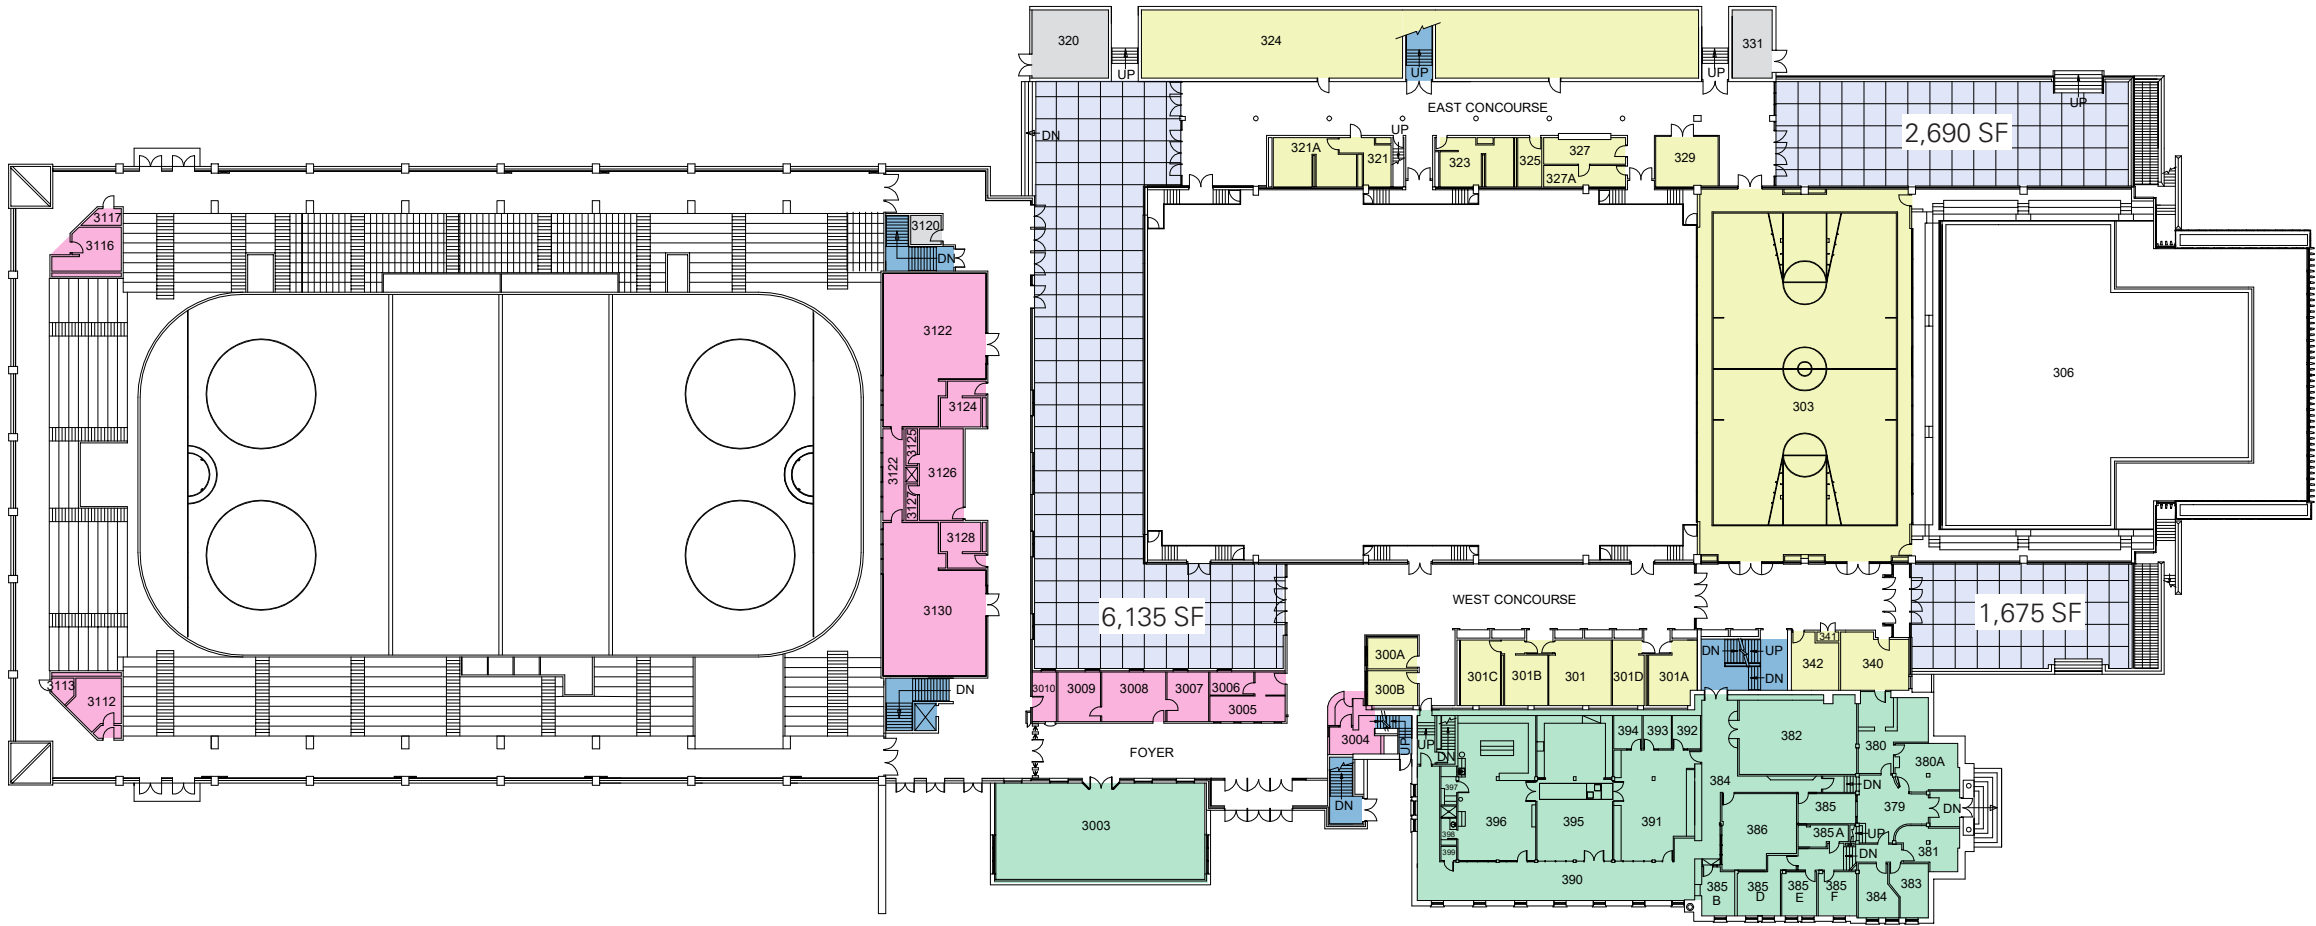 320
324
UP
UP
UP
331
EAST CONCOURSE
UP
DN
UP
2,690 SF
321A
321
323
325
327
327A
329
3117
3116
3120
DN
3122
3124
3125
3122
3126
3127
3128
3130
303
306
6,135 SF
WEST CONCOURSE
1,675 SF
3113
3112
DN
3010
3009
3008
3007
3006
3005
300A
300B
301C
301B
301
301D
301A
DN
UP
DN
342
341
340
3004
UP
UP
DN
FOYER
DN
3003
394
393
392
382
380
380A
384
397
396
395
391
398
399
390
DN
385
379
DN
386
385A
UP
DN
381
385
B
385
D
385
E
385
F
384
383